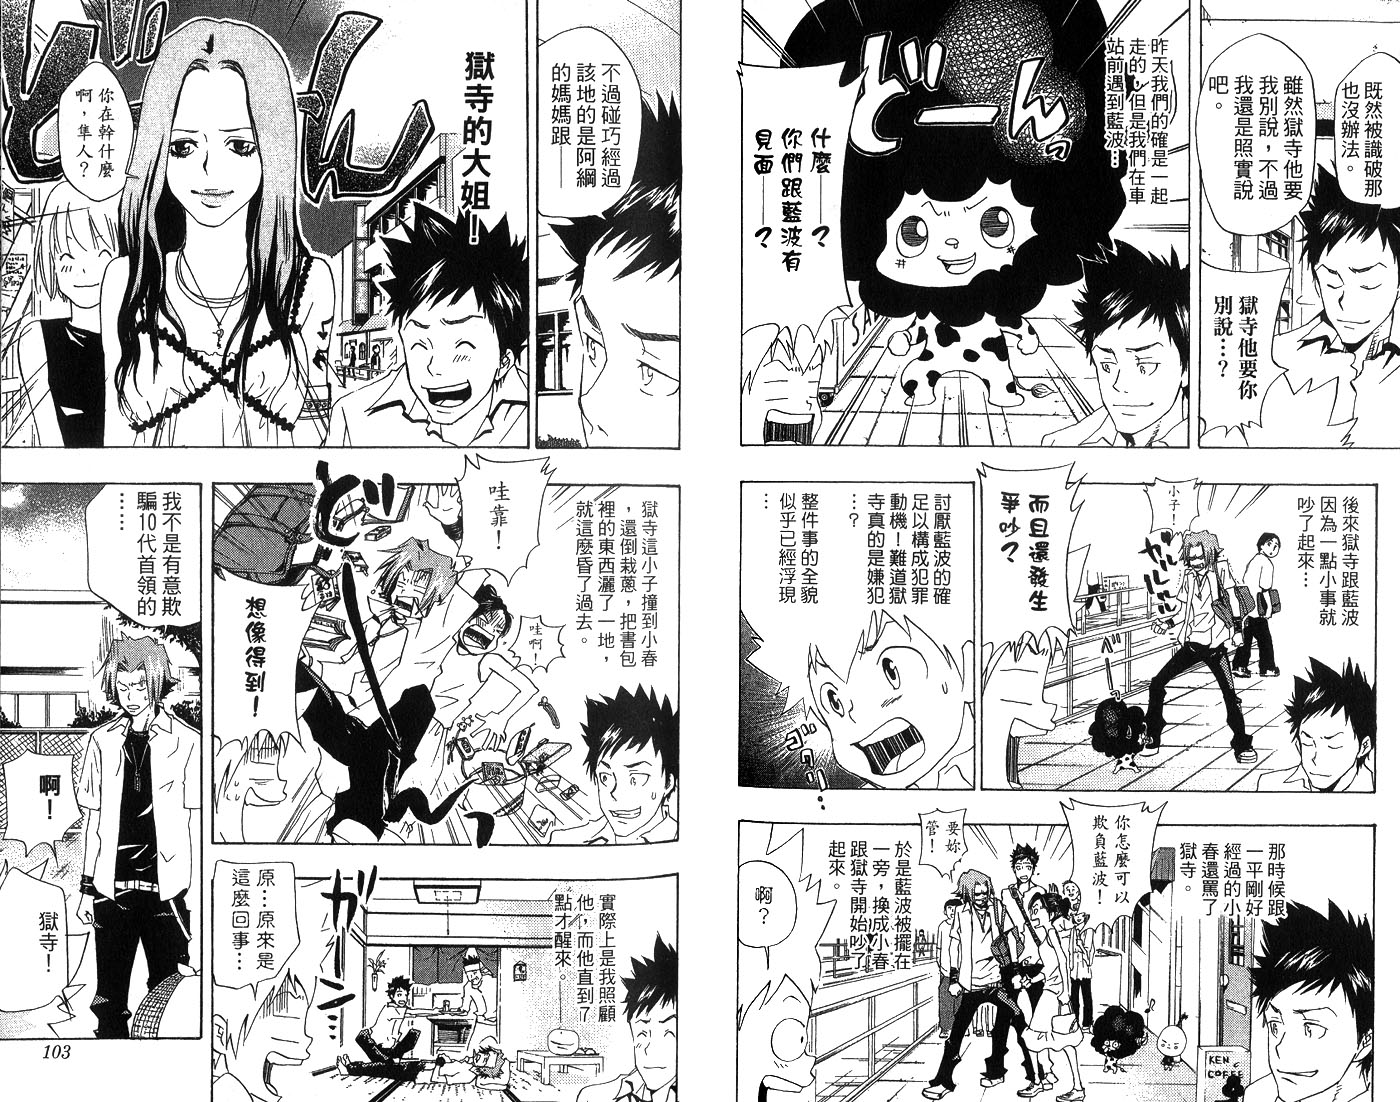 既然被識破那
也沒辦法。
雖然獄寺他要
我別說，不過
我還是照實說
吧。
獄寺他要你
別說…？
昨天我們的確是一起
走的，但是我們在車
站前遇到藍波…
どーん
什麼——？
你們跟藍波有
見面——？
後來獄寺跟藍波
因為一點小事就
吵了起來…
小子！
ガルルル
而且還發生
爭吵？
討厭藍波的確
足以構成犯罪
動機！難道獄
寺真的是嫌犯
…？
整件事的全貌
似乎已經浮現
…
那時候跟
一平剛好
經過的小
春還罵了
獄寺。
你怎麼可以
欺負藍波！
要妳
管！
於是藍波被擺在
一旁，換成小春
跟獄寺開始吵了
起來。
啊？
KEN
COFFEE
不過碰巧經過
該地的是阿綱
的媽媽跟——
獄寺的大姐！
你在幹什麼
啊，隼人？
哇靠！
獄寺這小子撞到小春
，還倒栽蔥，把書包
裡的東西灑了一地，
就這麼昏了過去。
哇啊！
想像得到！
實際上是我照顧
他，而他直到了
點才醒來。
原…原來是
這麼回事…
我不是有意欺
騙10代首領的
……
啊！
獄寺！
103